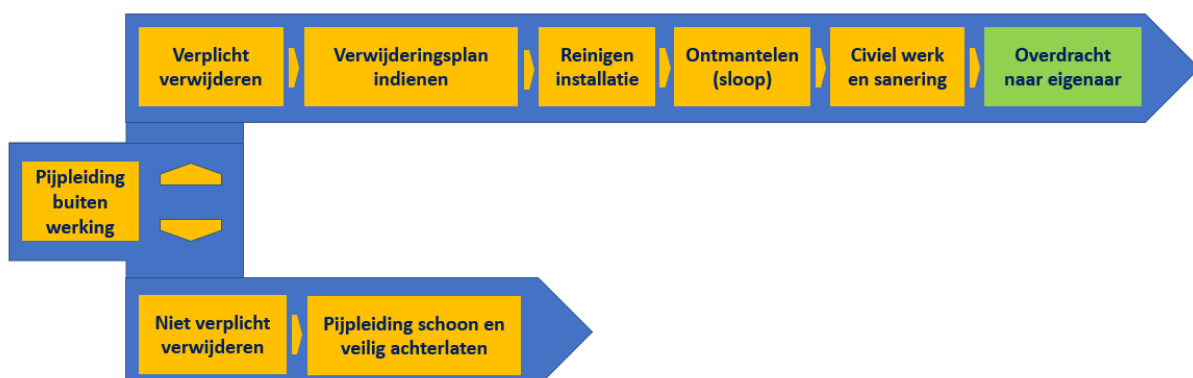 Verplicht
verwijderen
Verwijderingsplan
indienen
Reinigen
installatie
Ontmantelen
(sloop)
Civiel werk
en sanering
Overdracht
naar eigenaar
Pijpleiding
buiten
werking
Niet verplicht
verwijderen
Pijpleiding schoon en
veilig achterlaten